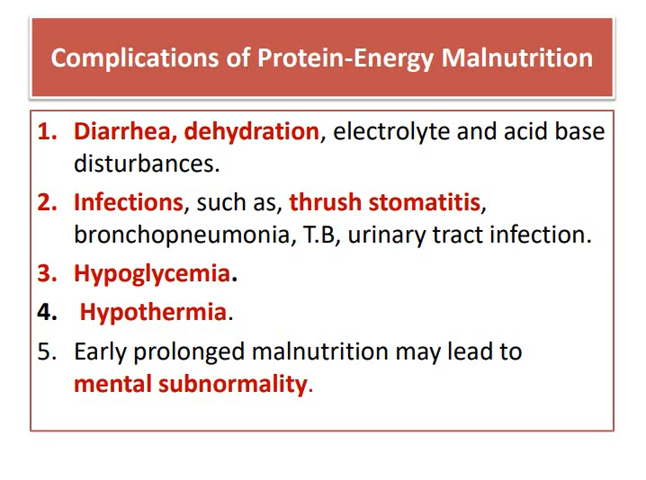 Complications of Protein-Energy Malnutrition
1. Diarrhea, dehydration, electrolyte and acid base
disturbances.
2. Infections, such as, thrush stomatitis,
bronchopneumonia, T.B, urinary tract infection.
3. Hypoglycemia.
4. Hypothermia.
5. Early prolonged malnutrition may lead to
mental subnormality.